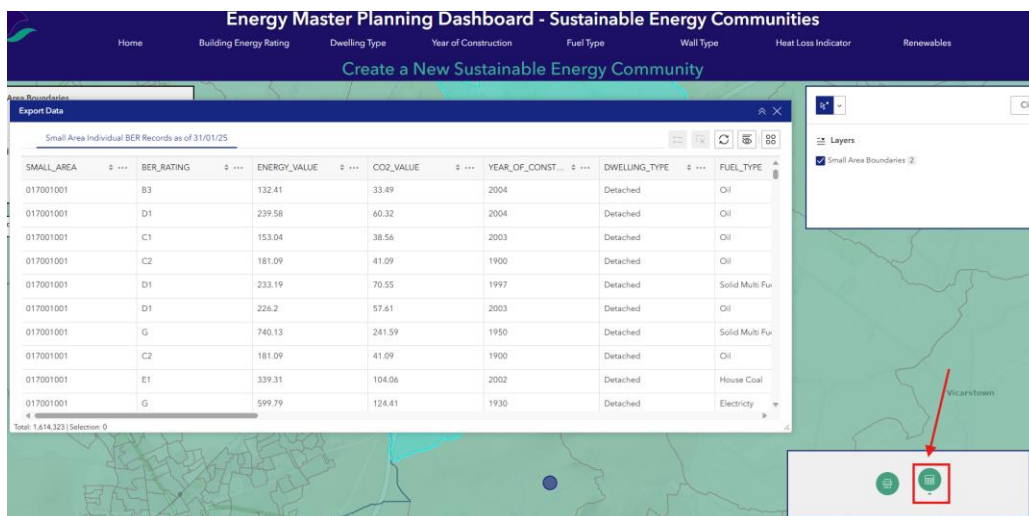 Energy Master Planning Dashboard - Sustainable Energy Communities
Home Building Energy Rating Dwelling Type Year of Construction Fuel Type Wall Type Heat Loss Indicator Renewables
Create a New Sustainable Energy Community
Area Boundaries
Export Data
Small Area Individual BER Records as of 31/01/25
SMALL_AREA BER_RATING ENERGY_VALUE CO2_VALUE YEAR_OF_CONST... DWELLING_TYPE FUEL_TYPE
017001001 B3 132.41 33.49 2004 Detached Oil
017001001 D1 239.58 60.32 2004 Detached Oil
017001001 C1 153.04 38.56 2003 Detached Oil
017001001 C2 181.09 41.09 1900 Detached Oil
017001001 D1 233.19 70.55 1997 Detached Solid Multi Fu
017001001 D1 226.2 57.61 2003 Detached Oil
017001001 G 740.13 241.59 1950 Detached Solid Multi Fu
017001001 C2 181.09 41.09 1900 Detached Oil
017001001 E1 339.31 104.06 2002 Detached House Coal
017001001 G 599.79 124.41 1930 Detached Electricty
Total: 1,614,323 | Selection: 0
Layers
Small Area Boundaries 2
Vicarstown